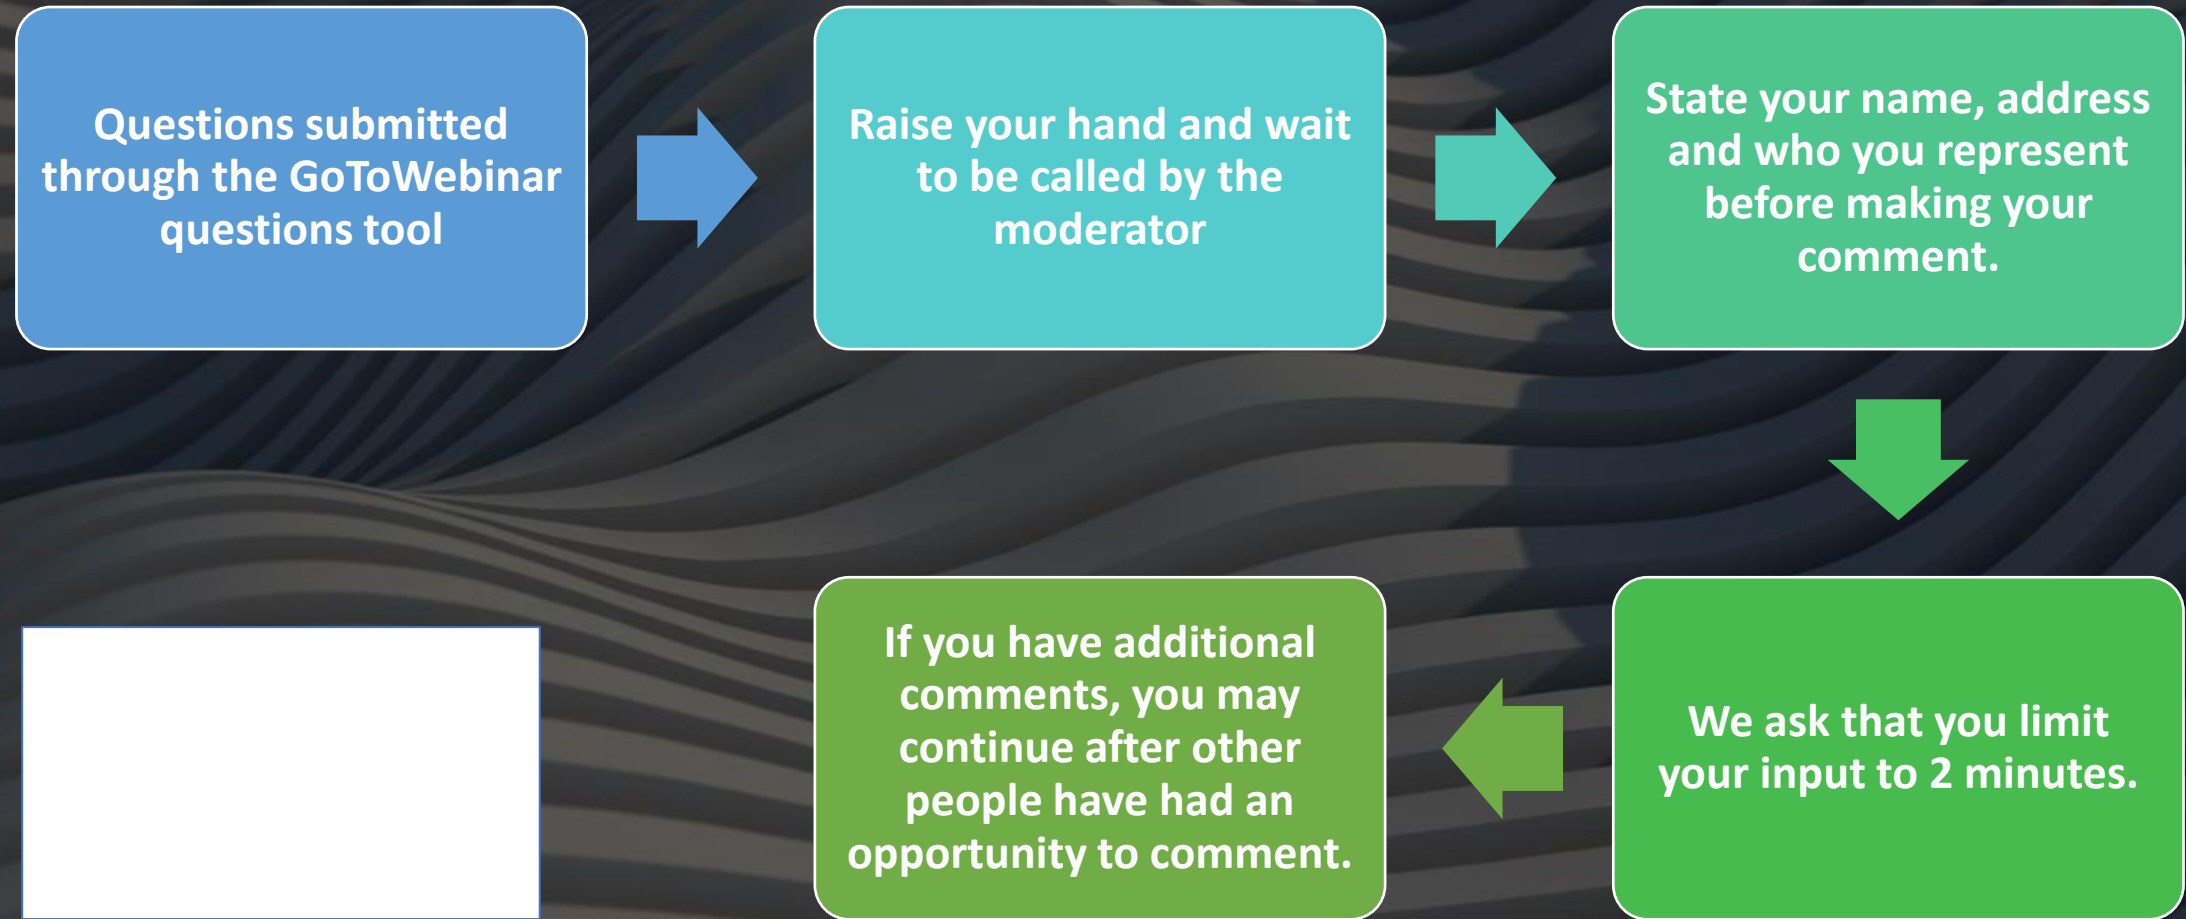 Questions submitted
through the GoToWebinar
questions tool
Raise your hand and wait
to be called by the
moderator
State your name, address
and who you represent
before making your
comment.
We ask that you limit
your input to 2 minutes.
If you have additional
comments, you may
continue after other
people have had an
opportunity to comment.